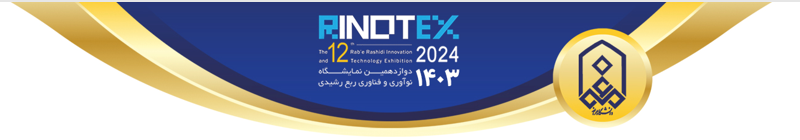 RINOTEX
The 12th Rab'e Rashidi Innovation
and Technology Exhibition
2024
دوازدهمین نمایشگاه
نوآوری و فناوری ربع رشیدی
۱۴۰۳